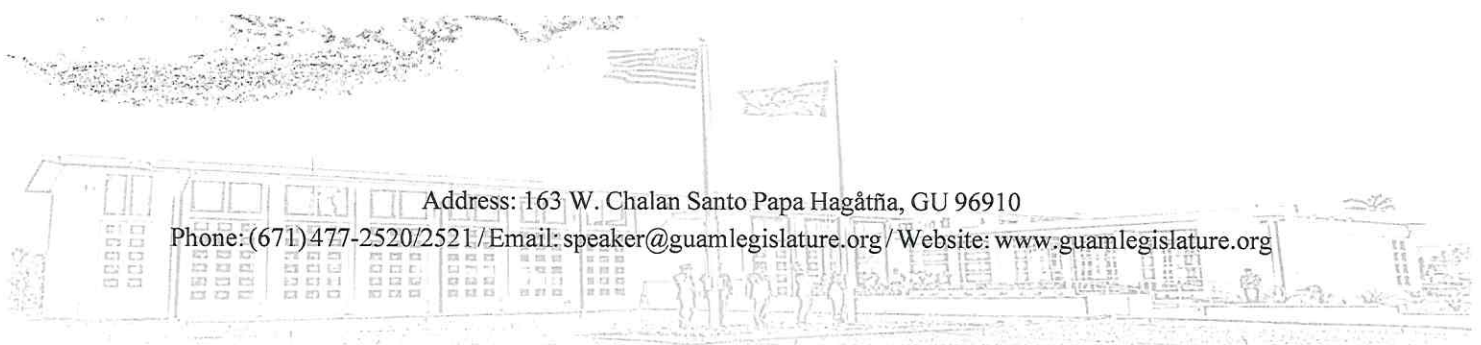 Address: 163 W. Chalan Santo Papa Hagåtña, GU 96910
Phone: (671) 477-2520/2521 / Email: speaker@guamlegislature.org / Website: www.guamlegislature.org